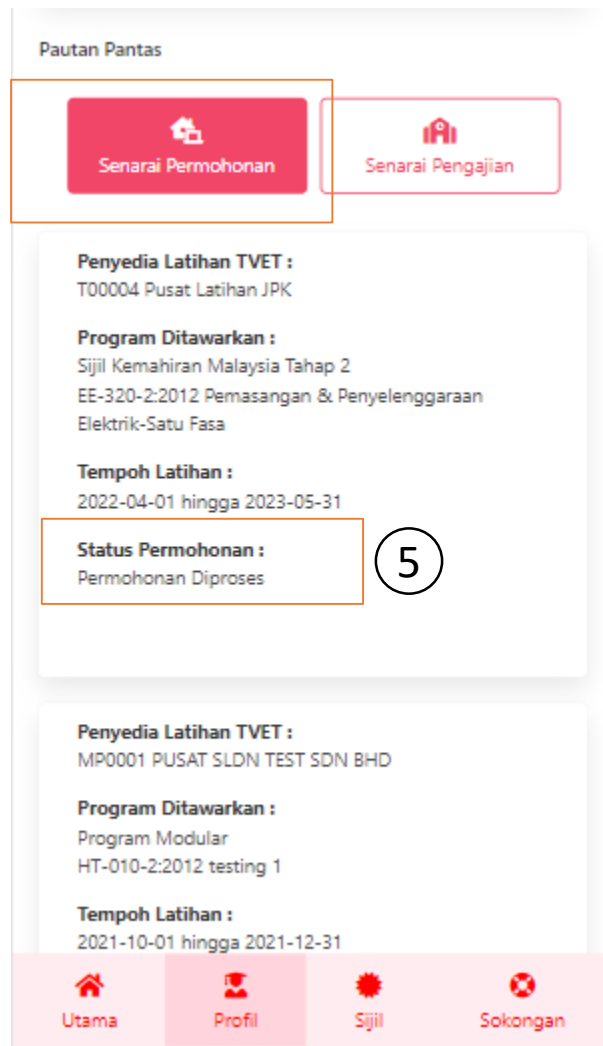 Pautan Pantas
Senarai Permohonan
Senarai Pengajian
Penyedia Latihan TVET :
T00004 Pusat Latihan JPK
Program Ditawarkan :
Sijil Kemahiran Malaysia Tahap 2
EE-320-2:2012 Pemasangan & Penyelenggaraan
Elektrik-Satu Fasa
Tempoh Latihan :
2022-04-01 hingga 2023-05-31
Status Permohonan :
Permohonan Diproses
5
Penyedia Latihan TVET :
MP0001 PUSAT SLDN TEST SDN BHD
Program Ditawarkan :
Program Modular
HT-010-2:2012 testing 1
Tempoh Latihan :
2021-10-01 hingga 2021-12-31
Utama
Profil
Sijil
Sokongan